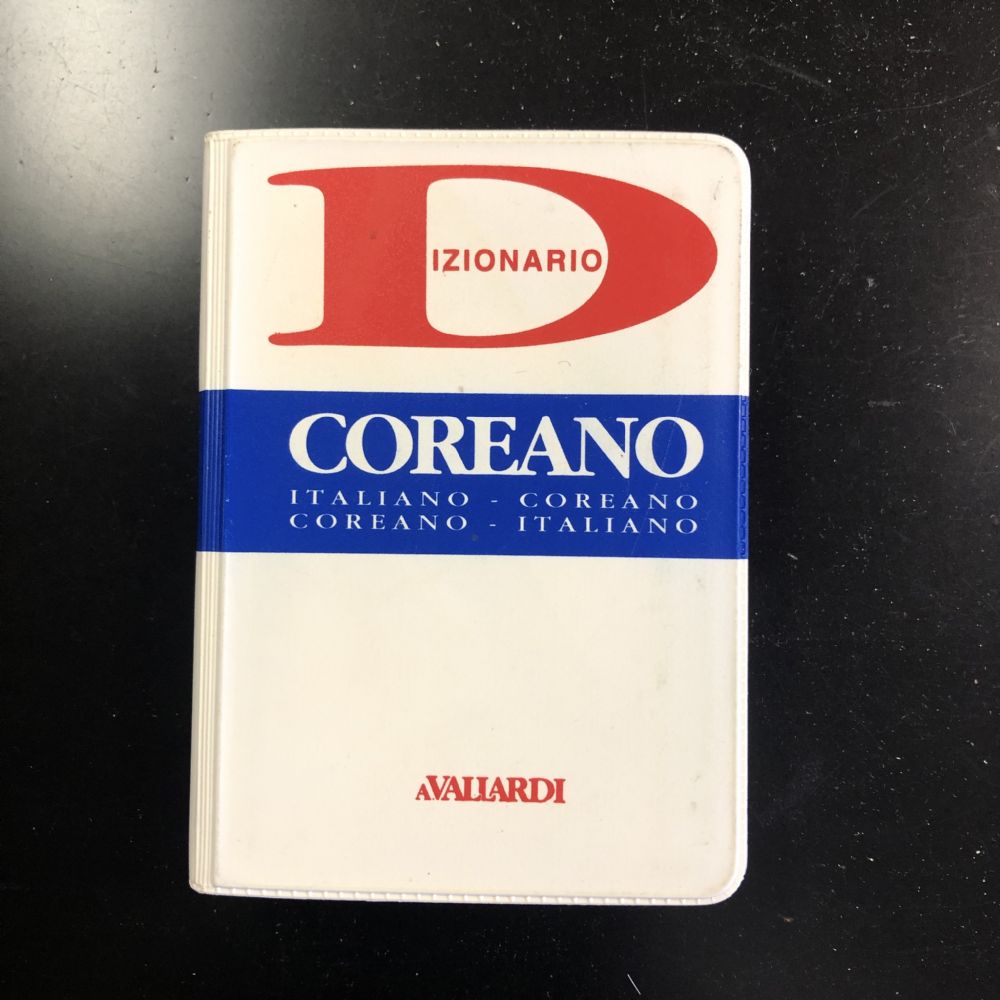 DIZIONARIO
COREANO
ITALIANO - COREANO
COREANO - ITALIANO
A.VALLARDI